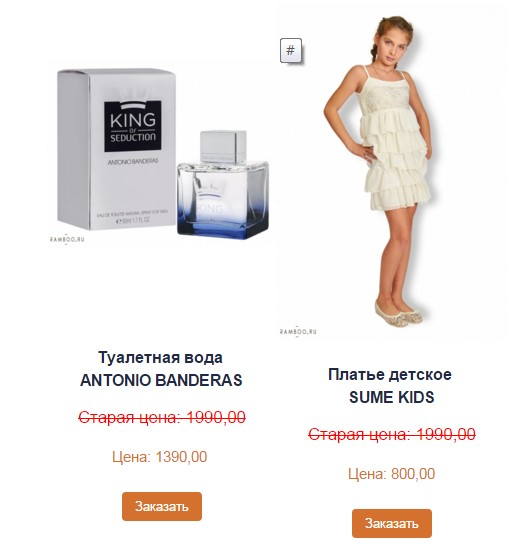 #
KING
OF
SEDUCTION
ANTONIO BANDERAS
KING
RAMBOO.RU
RAMBOO.RU
Туалетная вода
ANTONIO BANDERAS
Старая цена: 1990,00
Цена: 1390,00
Заказать
Платье детское
SUME KIDS
Старая цена: 1990,00
Цена: 800,00
Заказать